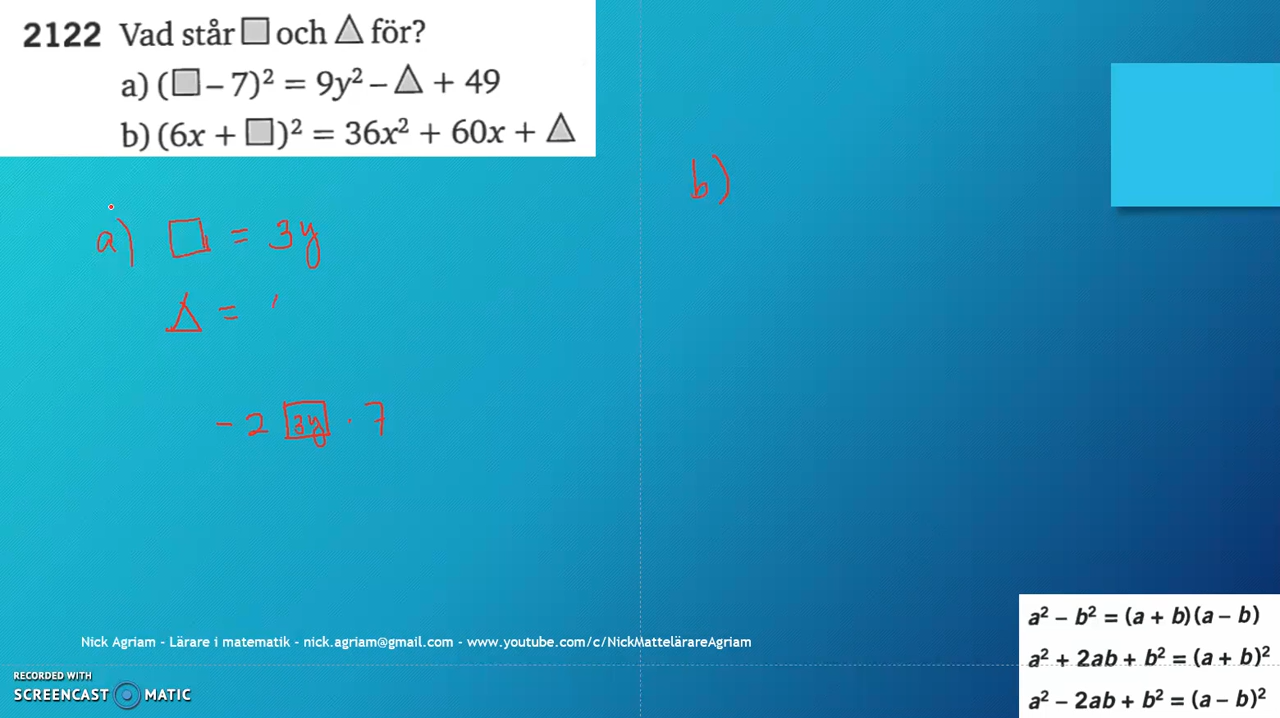 2122 Vad står □ och △ för?
a) (□ – 7)² = 9y² – △ + 49
b) (6x + □)² = 36x² + 60x + △
a) □ = 3y
△ =
- 2 3y · 7
b)
Nick Agriam - Lärare i matematik - nick.agriam@gmail.com - www.youtube.com/c/NickMattelärareAgriam
RECORDED WITH
SCREENCAST MATIC
a² – b² = (a + b)(a – b)
a² + 2ab + b² = (a + b)²
a² – 2ab + b² = (a – b)²